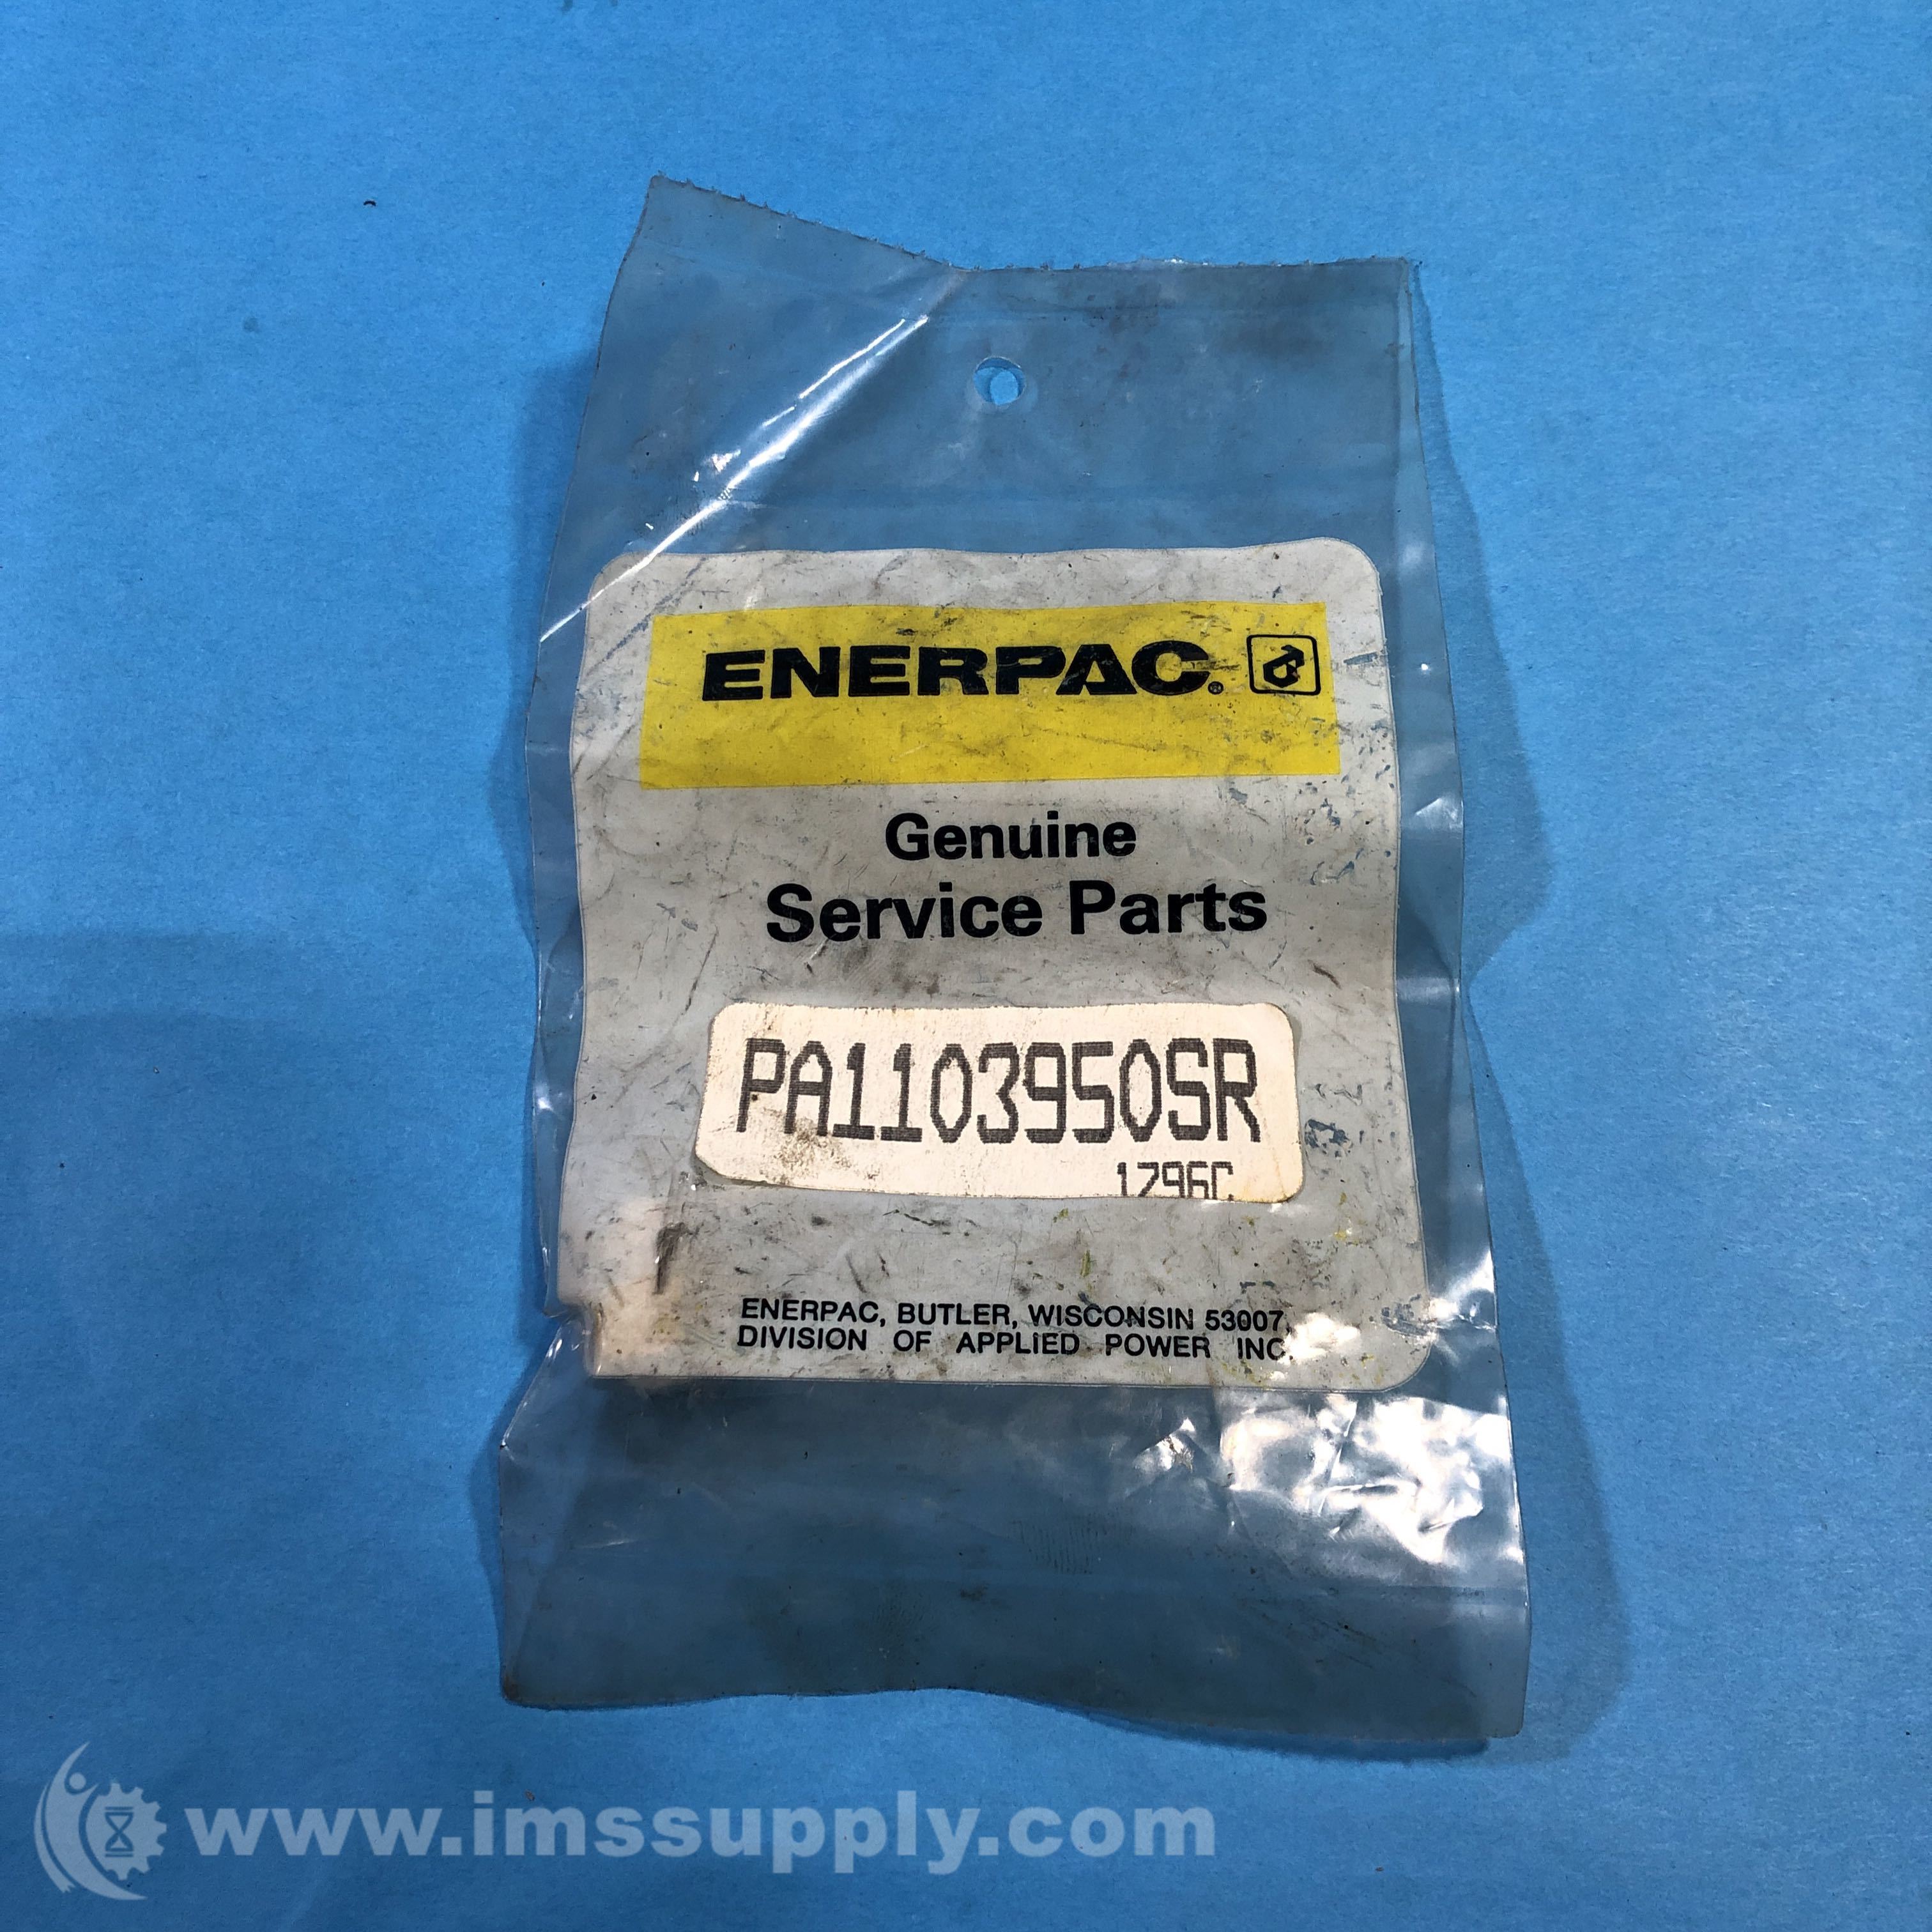 ENERPAC®
Genuine
Service Parts
PA1103950SR
1296C
ENERPAC, BUTLER, WISCONSIN 53007,
DIVISION OF APPLIED POWER INC.
www.imssupply.com